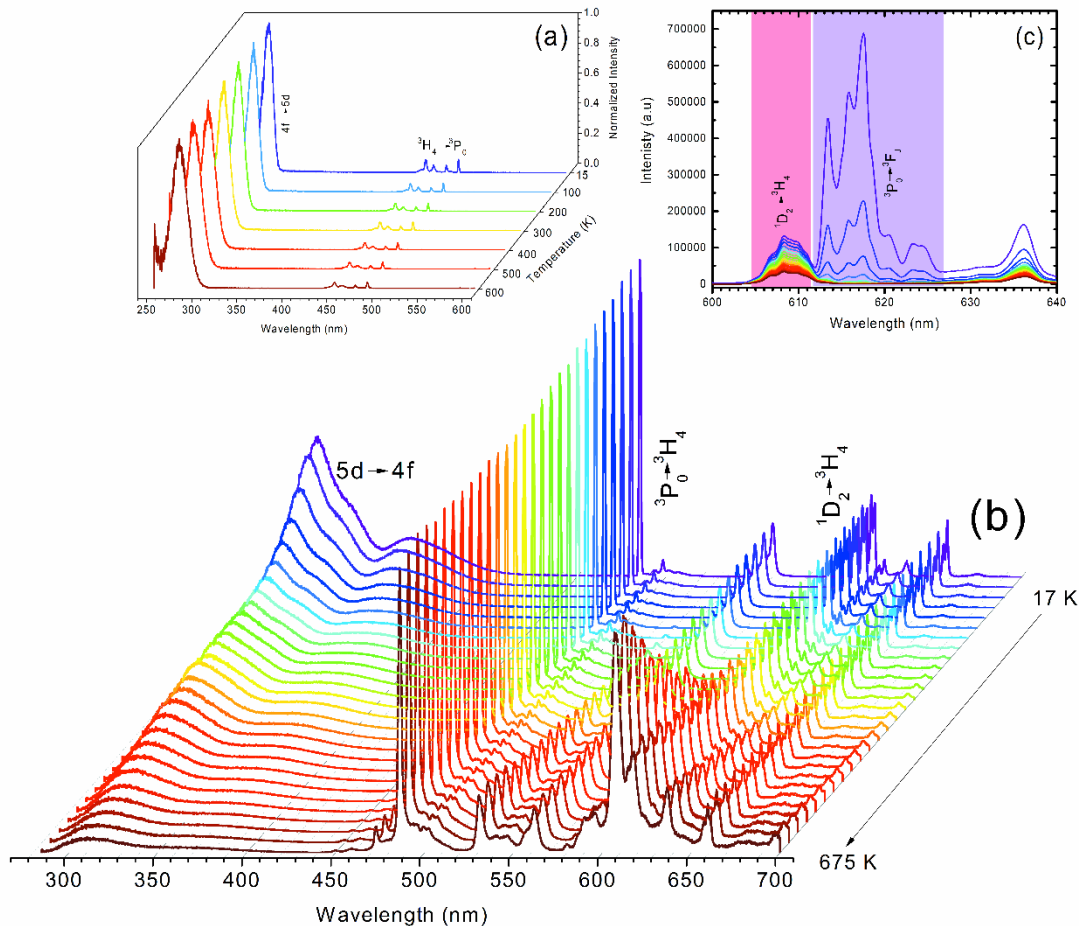 (a)
Normalized Intensity
1.0
0.8
0.6
0.4
0.2
0.0
4f → 5d
³H₄ - ³P₀
15
100
200
300
400
500
600
Temperature (K)
250 300 350 400 450 500 550 600
Wavelength (nm)
(c)
Intenisty (a.u)
700000
600000
500000
400000
300000
200000
100000
0
¹D₂ → ³H₄
³P₀ → ³F_J
600 610 620 630 640
Wavelength (nm)
(b)
5d → 4f
³P₀ → ³H₄
¹D₂ → ³H₄
17 K
675 K
300 350 400 450 500 550 600 650 700
Wavelength (nm)